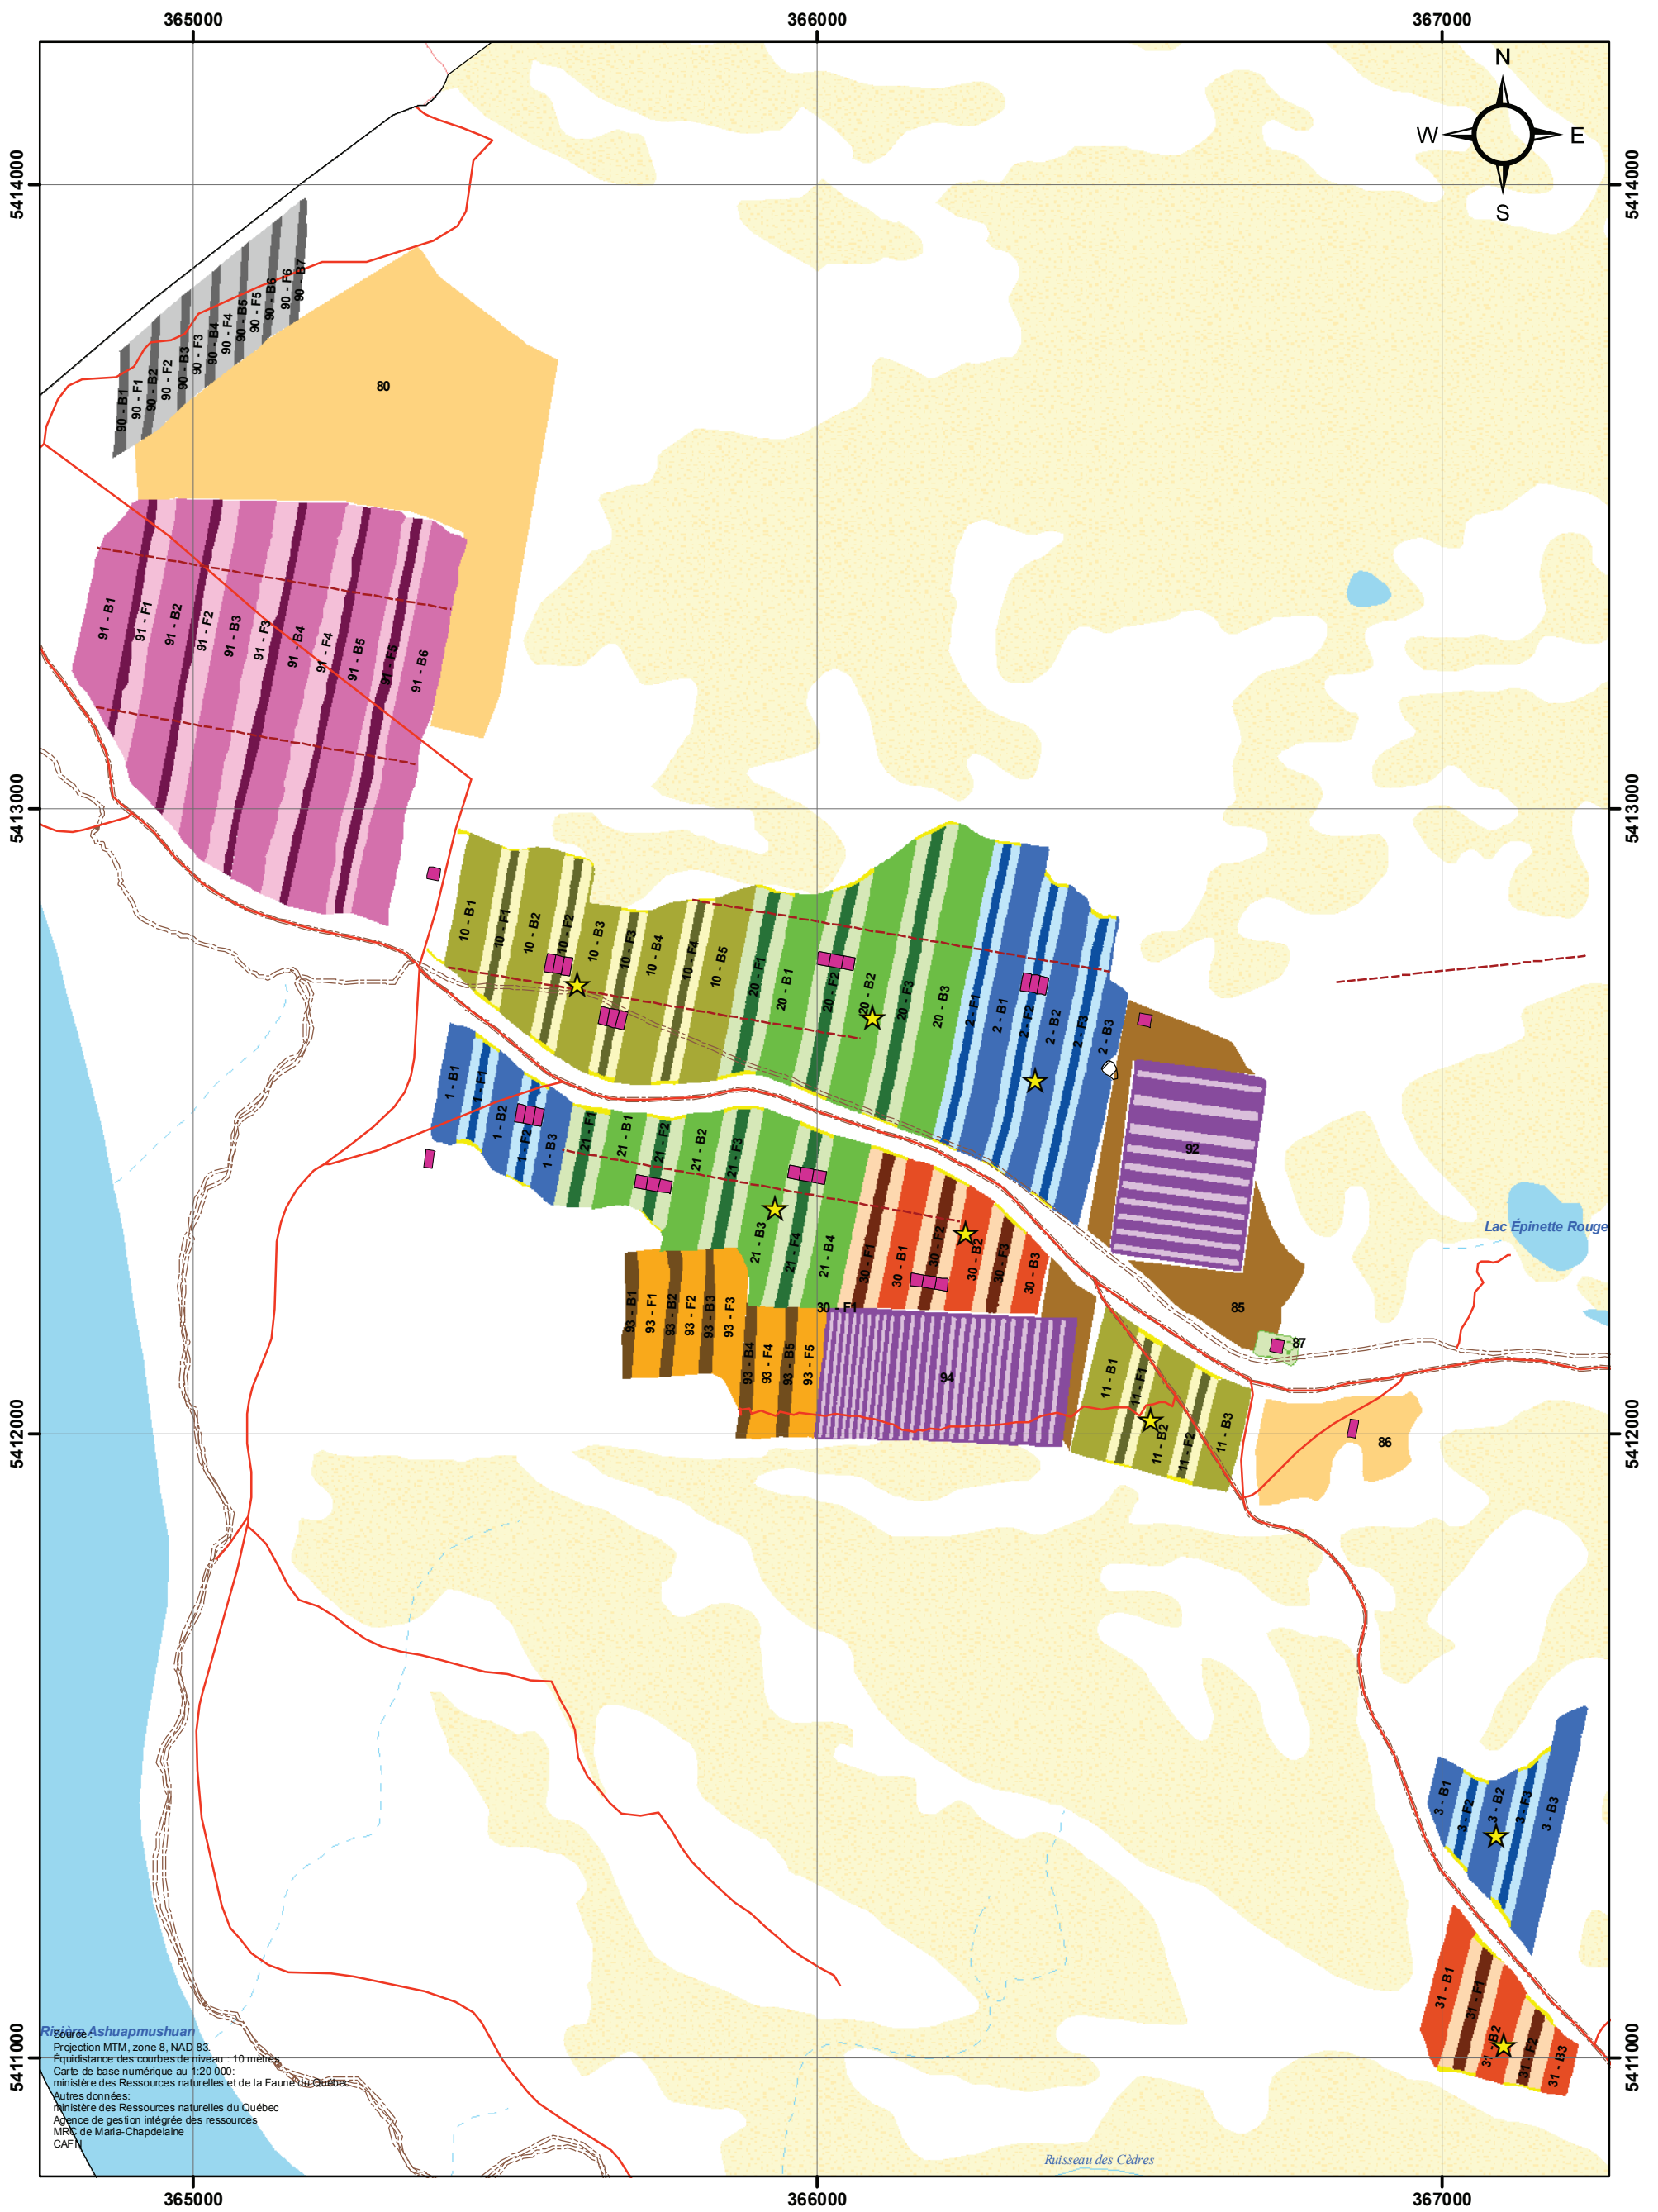 365000
366000
367000
N
W
E
S
5414000
5414000
90 - B1
90 - F1
90 - B2
90 - F2
90 - B3
90 - F3
90 - B4
90 - F4
90 - B5
90 - F5
90 - B6
90 - F6
90 - B7
80
91 - B1
91 - F1
91 - B2
91 - F2
91 - B3
91 - F3
91 - B4
91 - F4
91 - B5
91 - F5
91 - B6
5413000
5413000
10 - B1
10 - F1
10 - B2
10 - F2
10 - B3
10 - F3
10 - B4
10 - F4
10 - B5
20 - F1
20 - B1
20 - F2
20 - B2
20 - F3
20 - B3
2 - F1
2 - B1
2 - F2
2 - B2
2 - F3
2 - B3
1 - B1
1 - F1
1 - B2
1 - F2
1 - B3
21 - F1
21 - B1
21 - F2
21 - B2
21 - F3
21 - B3
21 - F4
21 - B4
30 - F1
30 - B1
30 - F2
30 - B2
30 - F3
30 - B3
92
Lac Épinette Rouge
85
87
30 - F1
93 - B1
93 - F1
93 - B2
93 - F2
93 - B3
93 - F3
93 - B4
93 - F4
93 - B5
93 - F5
94
11 - B1
11 - F1
11 - B2
11 - F2
11 - B3
86
5412000
5412000
3 - B1
3 - F2
3 - B2
3 - F3
3 - B3
31 - B1
31 - F1
31 - B2
31 - F2
31 - B3
5411000
5411000
Rivière Ashuapmushuan
Source :
Projection MTM, zone 8, NAD 83.
Équidistance des courbes de niveau : 10 mètres
Carte de base numérique au 1:20 000:
ministère des Ressources naturelles et de la Faune du Québec
Autres données:
ministère des Ressources naturelles du Québec
Agence de gestion intégrée des ressources
MRC de Maria-Chapdelaine
CAFN
Ruisseau des Cèdres
365000
366000
367000